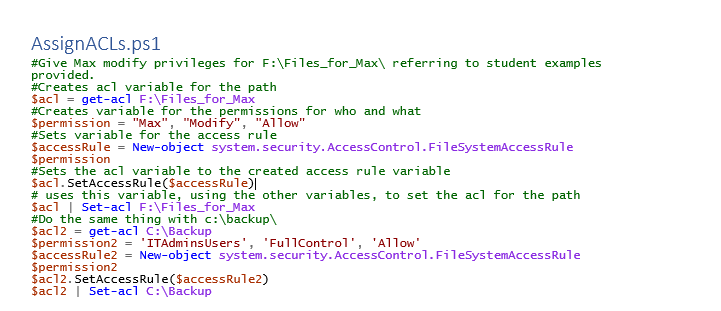 AssignACLs.ps1
#Give Max modify privileges for F:\Files_for_Max\ referring to student examples
provided.
#Creates acl variable for the path
$acl = get-acl F:\Files_for_Max
#Creates variable for the permissions for who and what
$permission = "Max", "Modify", "Allow"
#Sets variable for the access rule
$accessRule = New-object system.security.AccessControl.FileSystemAccessRule
$permission
#Sets the acl variable to the created access rule variable
$acl.SetAccessRule($accessRule)
# uses this variable, using the other variables, to set the acl for the path
$acl | Set-acl F:\Files_for_Max
#Do the same thing with c:\backup\
$acl2 = get-acl C:\Backup
$permission2 = 'ITAdminsUsers', 'FullControl', 'Allow'
$accessRule2 = New-object system.security.AccessControl.FileSystemAccessRule
$permission2
$acl2.SetAccessRule($accessRule2)
$acl2 | Set-acl C:\Backup